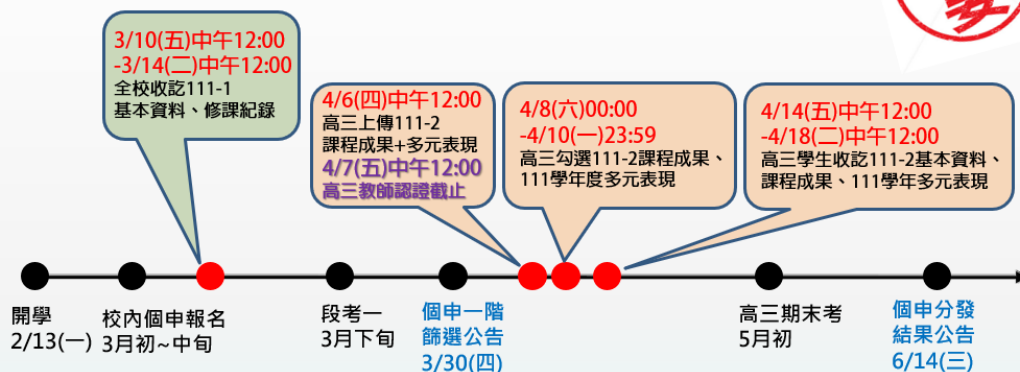 3/10(五)中午12:00
-3/14(二)中午12:00
全校收訖111-1
基本資料、修課紀錄
4/6(四)中午12:00
高三上傳111-2
課程成果+多元表現
4/7(五)中午12:00
高三教師認證截止
4/8(六)00:00
-4/10(一)23:59
高三勾選111-2課程成果、
111學年度多元表現
4/14(五)中午12:00
-4/18(二)中午12:00
高三學生收訖111-2基本資料、
課程成果、111學年多元表現
開學
2/13(一)
校內個申報名
3月初~中旬
段考一
3月下旬
個申一階
篩選公告
3/30(四)
高三期末考
5月初
個申分發
結果公告
6/14(三)